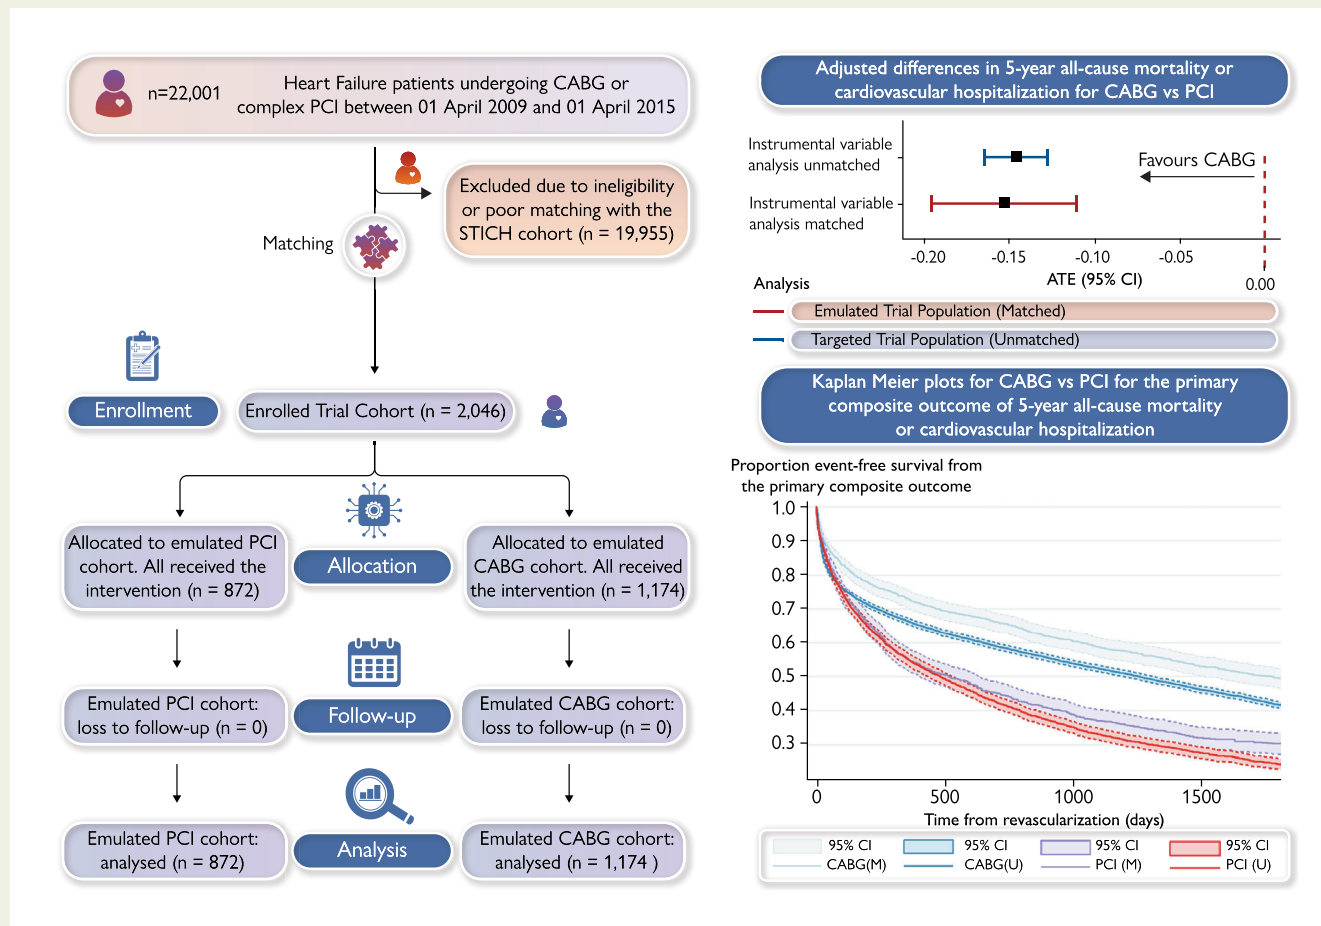 n=22,001
Heart Failure patients undergoing CABG or
complex PCI between 01 April 2009 and 01 April 2015
Excluded due to ineligibility
or poor matching with the
STICH cohort (n = 19,955)
Matching
Enrollment
Enrolled Trial Cohort (n = 2,046)
Allocated to emulated PCI
cohort. All received the
intervention (n = 872)
Allocation
Allocated to emulated
CABG cohort. All received
the intervention (n = 1,174)
Emulated PCI cohort:
loss to follow-up (n = 0)
Follow-up
Emulated CABG cohort:
loss to follow-up (n = 0)
Emulated PCI cohort:
analysed (n = 872)
Analysis
Emulated CABG cohort:
analysed (n = 1,174 )
Adjusted differences in 5-year all-cause mortality or
cardiovascular hospitalization for CABG vs PCI
Instrumental variable
analysis unmatched
Instrumental variable
analysis matched
Favours CABG
-0.20
-0.15
-0.10
-0.05
0.00
ATE (95% CI)
Analysis
Emulated Trial Population (Matched)
Targeted Trial Population (Unmatched)
Kaplan Meier plots for CABG vs PCI for the primary
composite outcome of 5-year all-cause mortality
or cardiovascular hospitalization
Proportion event-free survival from
the primary composite outcome
1.0
0.9
0.8
0.7
0.6
0.5
0.4
0.3
0
500
1000
1500
Time from revascularization (days)
95% CI
95% CI
95% CI
95% CI
CABG(M)
CABG(U)
PCI (M)
PCI (U)